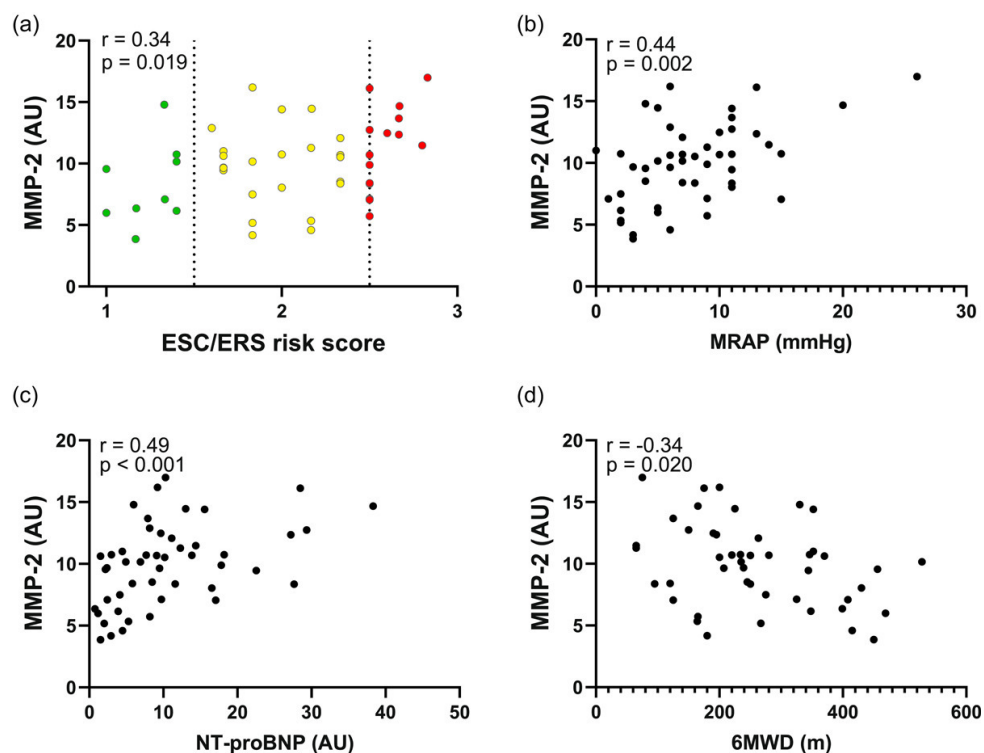 (a)
r = 0.34
p = 0.019
MMP-2 (AU)
20
15
10
5
0
1
2
3
ESC/ERS risk score
(b)
r = 0.44
p = 0.002
MMP-2 (AU)
20
15
10
5
0
0
10
20
30
MRAP (mmHg)
(c)
r = 0.49
p < 0.001
MMP-2 (AU)
20
15
10
5
0
0
10
20
30
40
50
NT-proBNP (AU)
(d)
r = -0.34
p = 0.020
MMP-2 (AU)
20
15
10
5
0
0
200
400
600
6MWD (m)